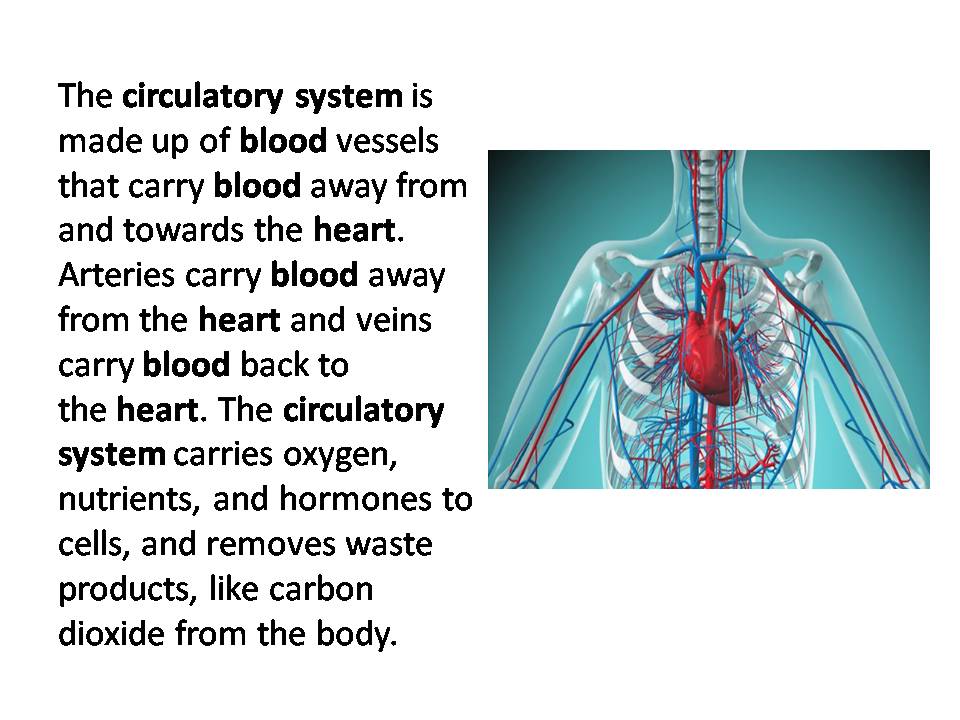 The circulatory system is
made up of blood vessels
that carry blood away from
and towards the heart.
Arteries carry blood away
from the heart and veins
carry blood back to
the heart. The circulatory
system carries oxygen,
nutrients, and hormones to
cells, and removes waste
products, like carbon
dioxide from the body.